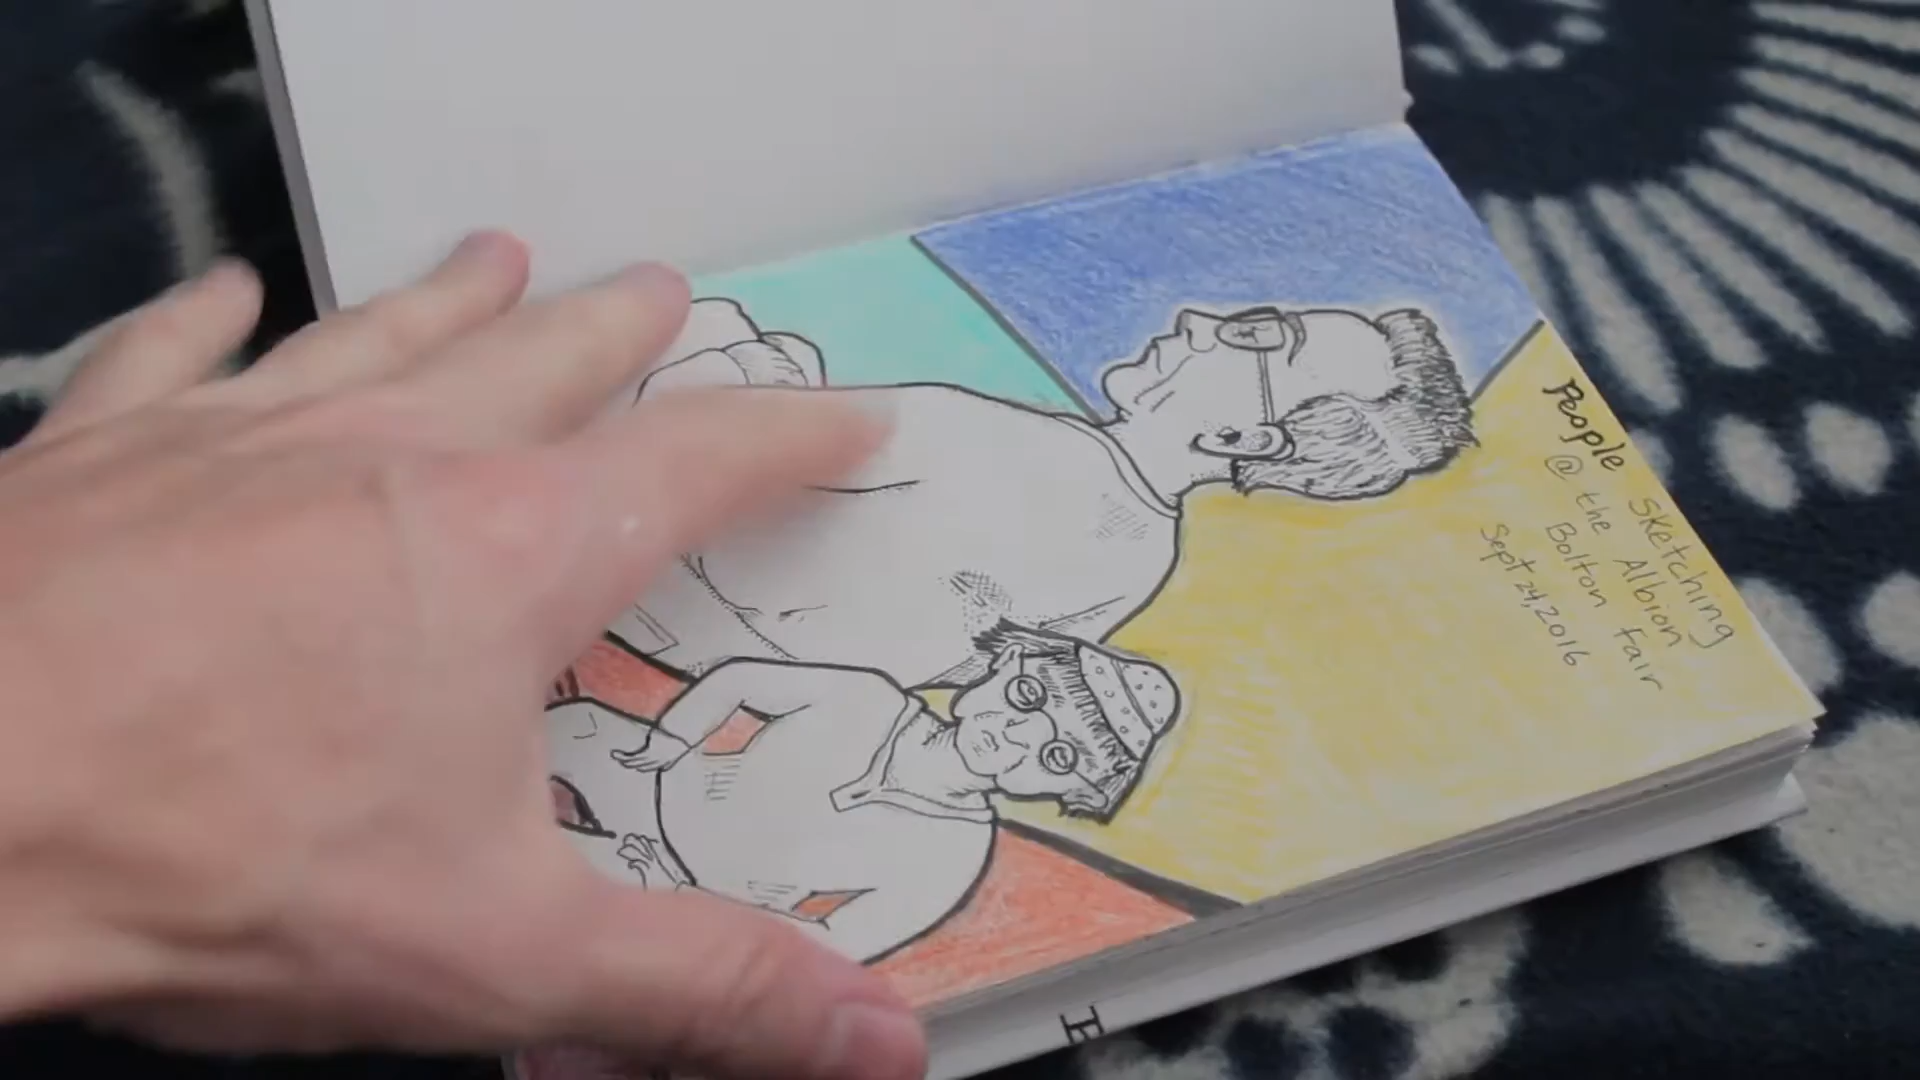 People Sketching
@ the Albion
Bolton Fair
Sept 24, 2016